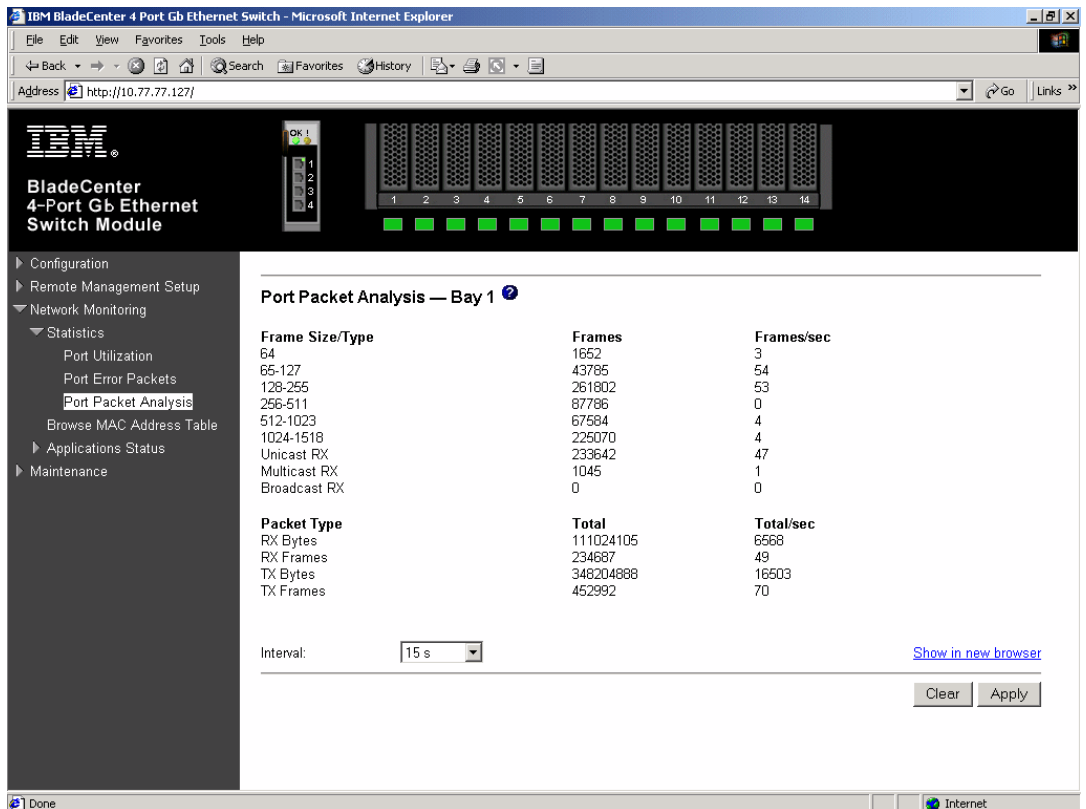 IBM BladeCenter 4 Port Gb Ethernet Switch - Microsoft Internet Explorer
File Edit View Favorites Tools Help
Back Search Favorites History
Address http://10.77.77.127/ Go Links »
IBM®
BladeCenter
4-Port Gb Ethernet
Switch Module
OK !
1
2
3
4
1 2 3 4 5 6 7 8 9 10 11 12 13 14
Configuration
Remote Management Setup
Network Monitoring
Statistics
Port Utilization
Port Error Packets
Port Packet Analysis
Browse MAC Address Table
Applications Status
Maintenance
Port Packet Analysis — Bay 1 ?
Frame Size/Type Frames Frames/sec
64 1652 3
65-127 43785 54
128-255 261802 53
256-511 87786 0
512-1023 67584 4
1024-1518 225070 4
Unicast RX 233642 47
Multicast RX 1045 1
Broadcast RX 0 0
Packet Type Total Total/sec
RX Bytes 111024105 6568
RX Frames 234687 49
TX Bytes 348204888 16503
TX Frames 452992 70
Interval: 15 s Show in new browser
Clear Apply
Done Internet